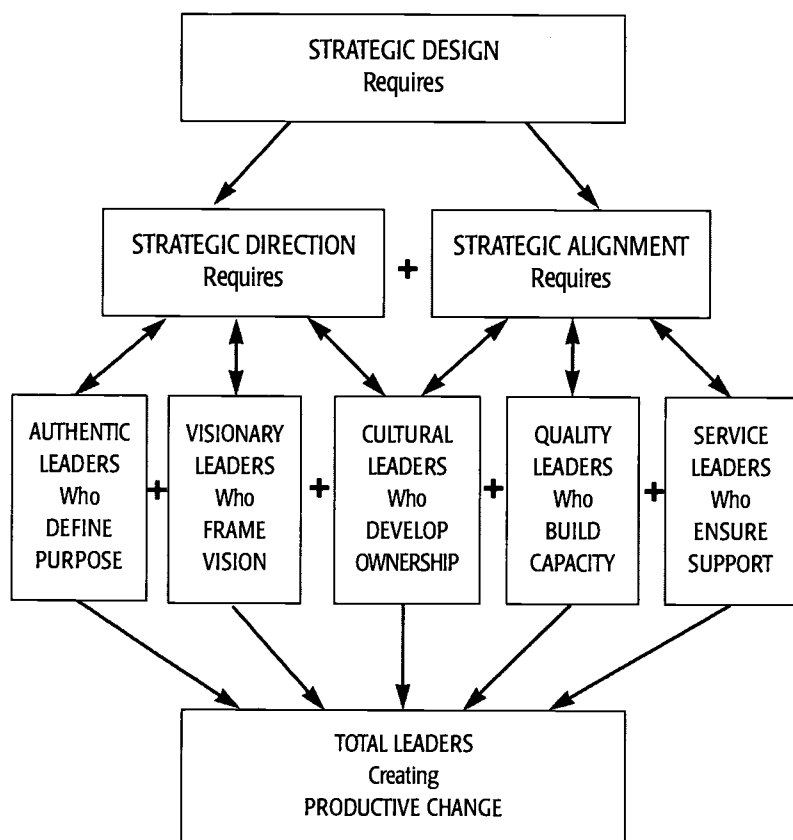 STRATEGIC DESIGN
Requires
STRATEGIC DIRECTION
Requires
+
STRATEGIC ALIGNMENT
Requires
AUTHENTIC
LEADERS
Who
DEFINE
PURPOSE
+
VISIONARY
LEADERS
Who
FRAME
VISION
+
CULTURAL
LEADERS
Who
DEVELOP
OWNERSHIP
+
QUALITY
LEADERS
Who
BUILD
CAPACITY
+
SERVICE
LEADERS
Who
ENSURE
SUPPORT
TOTAL LEADERS
Creating
PRODUCTIVE CHANGE